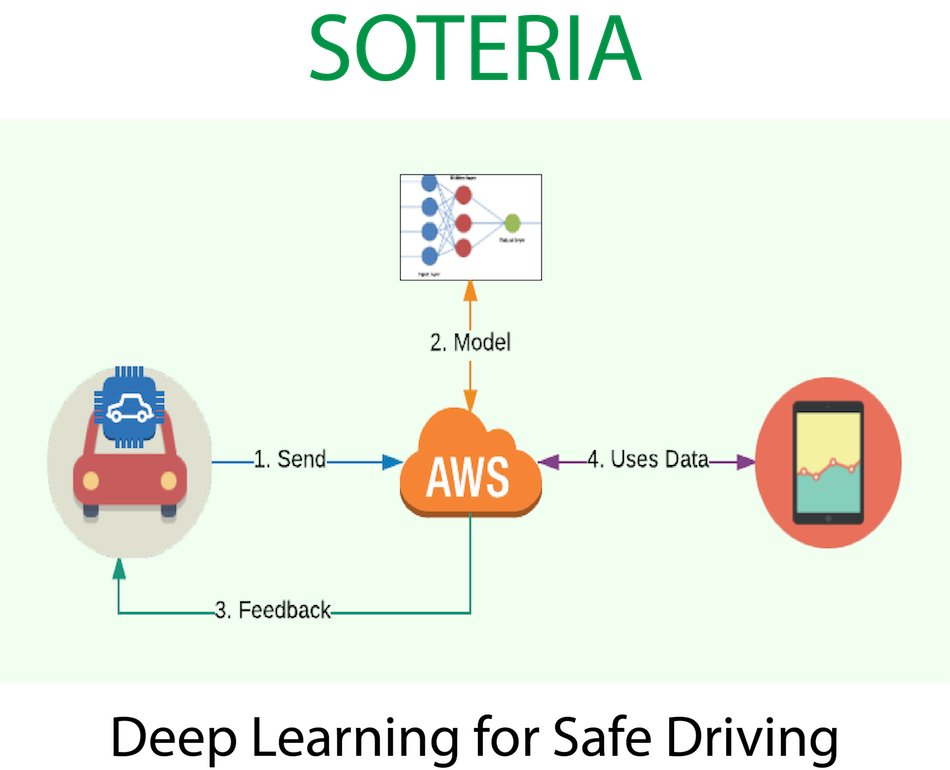 SOTERIA
Hidden layer
Output layer
Input layer
2. Model
1. Send
AWS
4. Uses Data
3. Feedback
Deep Learning for Safe Driving